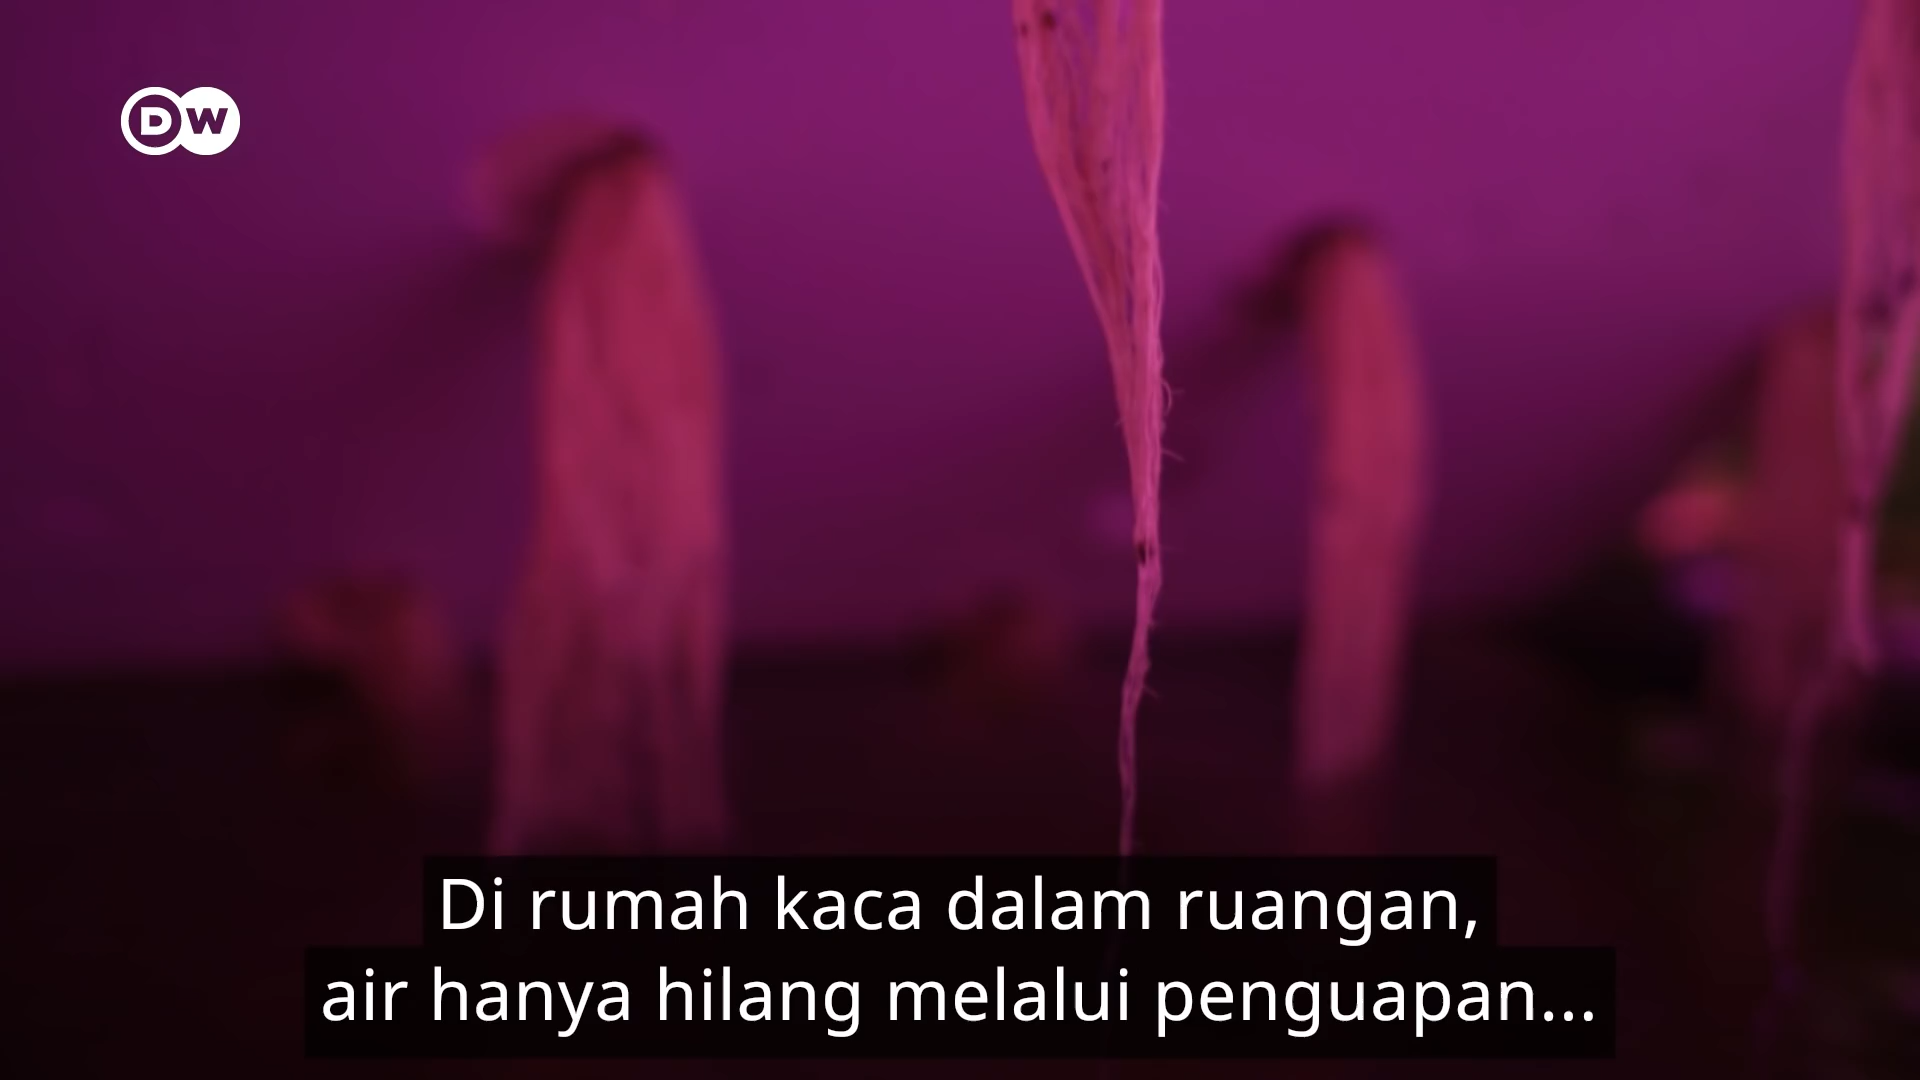 DW
Di rumah kaca dalam ruangan,
air hanya hilang melalui penguapan...